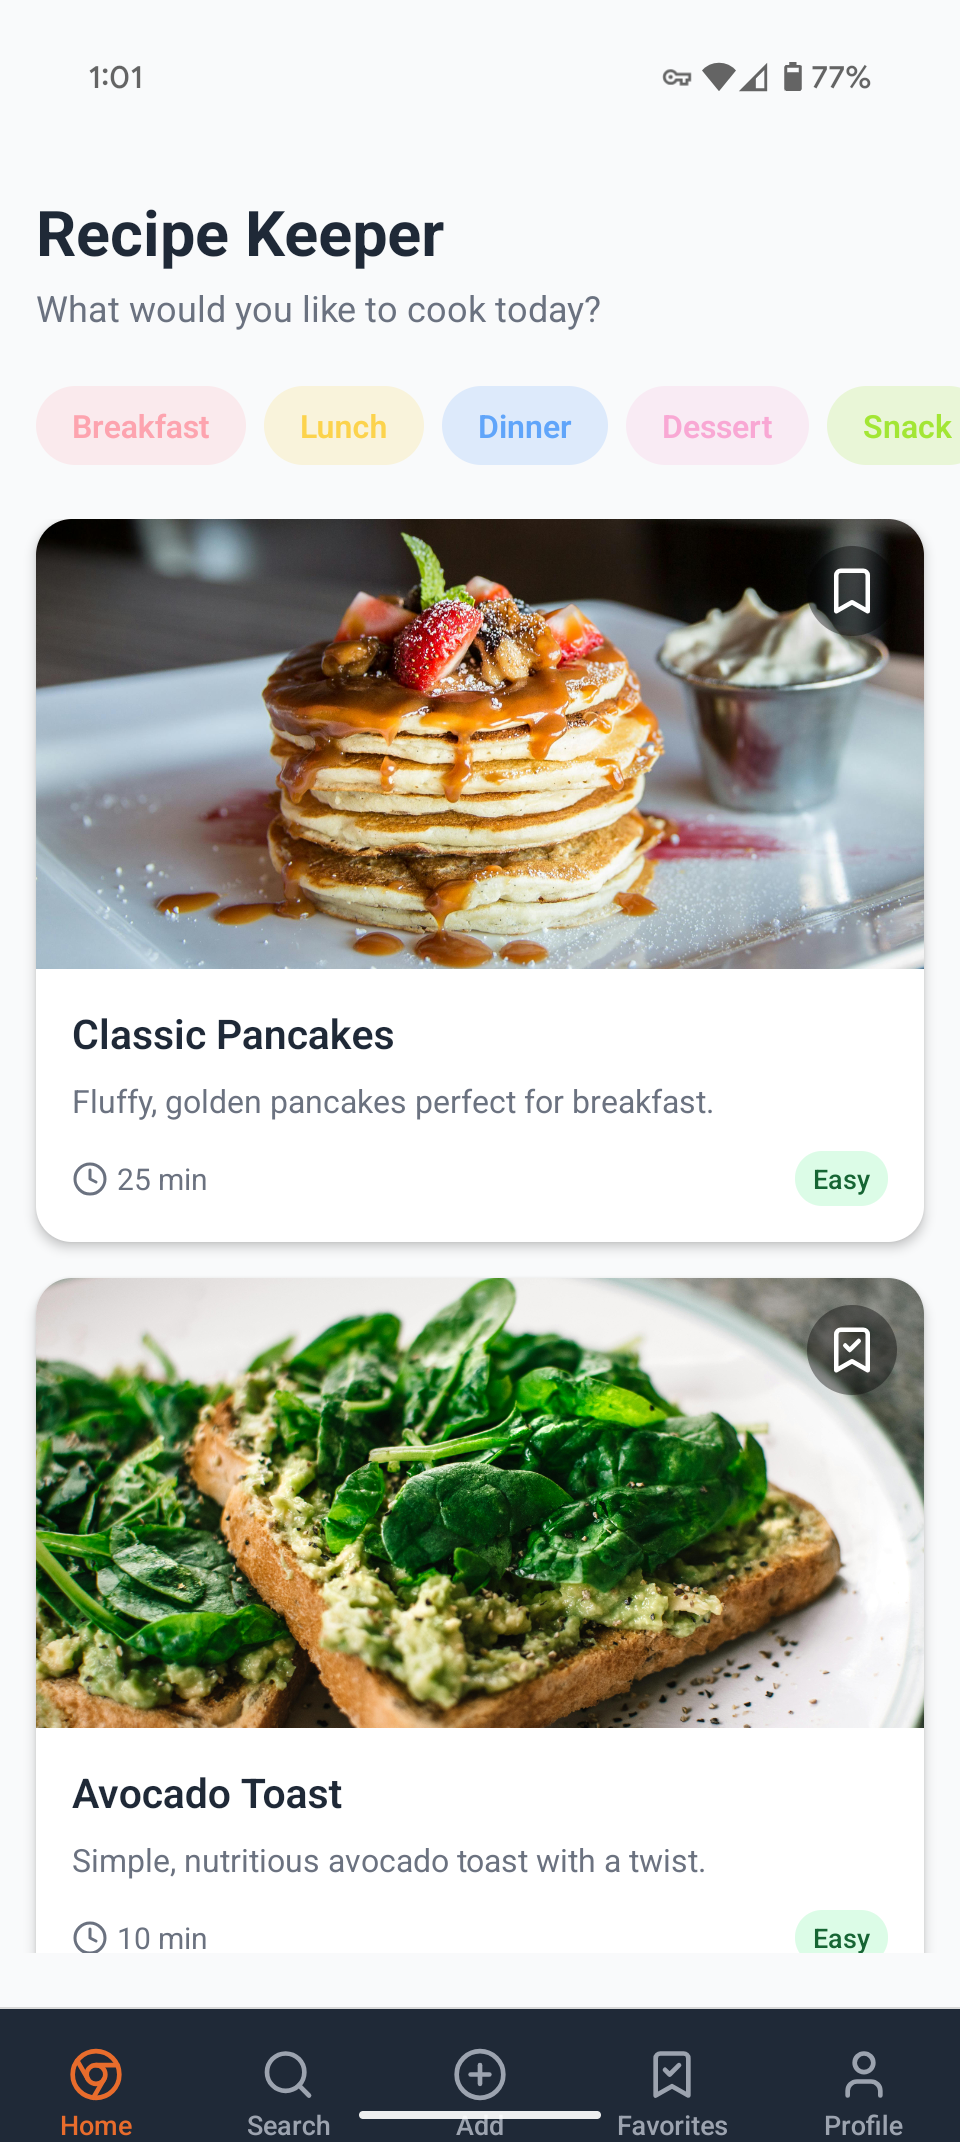 1:01 77%
Recipe Keeper
What would you like to cook today?
Breakfast Lunch Dinner Dessert Snack
Classic Pancakes
Fluffy, golden pancakes perfect for breakfast.
25 min Easy
Avocado Toast
Simple, nutritious avocado toast with a twist.
10 min Easy
Home Search Add Favorites Profile